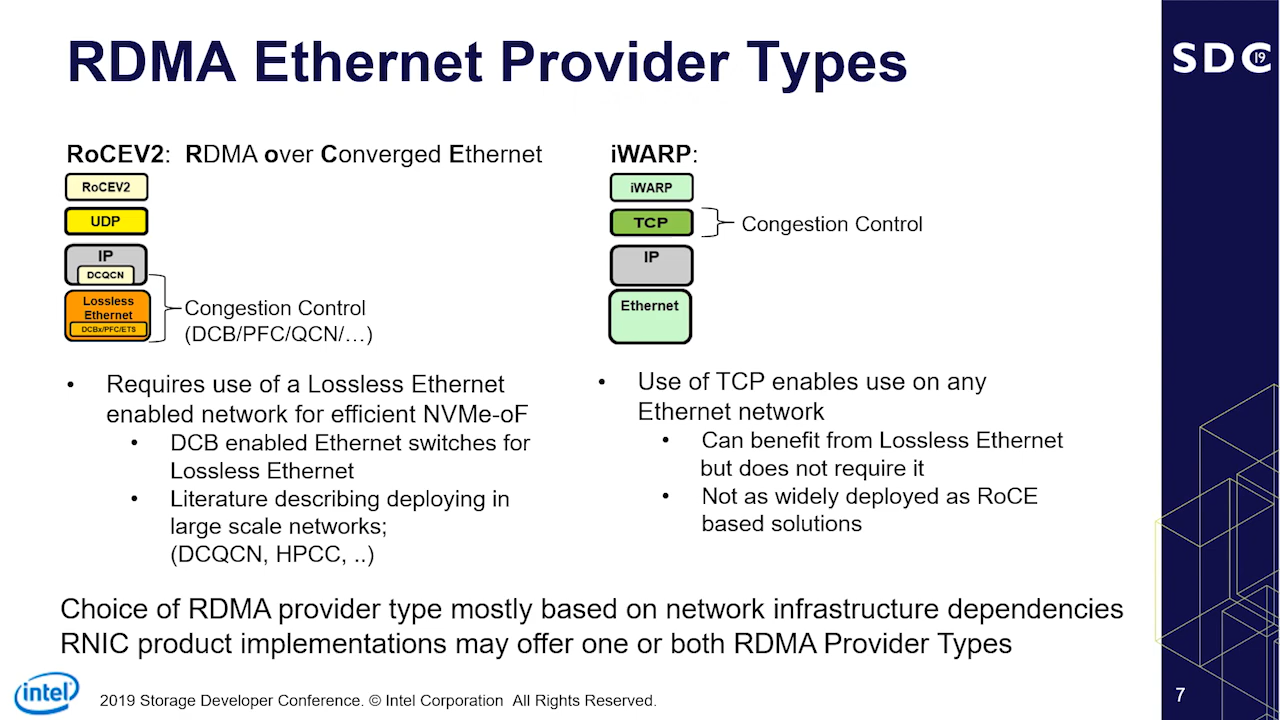 RDMA Ethernet Provider Types
SDC 19
RoCEV2: RDMA over Converged Ethernet
RoCEV2
UDP
IP
DCQCN
Lossless
Ethernet
DCBx/PFC/ETS
Congestion Control
(DCB/PFC/QCN/…)
• Requires use of a Lossless Ethernet
enabled network for efficient NVMe-oF
• DCB enabled Ethernet switches for
Lossless Ethernet
• Literature describing deploying in
large scale networks;
(DCQCN, HPCC, ..)
iWARP:
iWARP
TCP
Congestion Control
IP
Ethernet
• Use of TCP enables use on any
Ethernet network
• Can benefit from Lossless Ethernet
but does not require it
• Not as widely deployed as RoCE
based solutions
Choice of RDMA provider type mostly based on network infrastructure dependencies
RNIC product implementations may offer one or both RDMA Provider Types
intel
2019 Storage Developer Conference. © Intel Corporation All Rights Reserved.
7